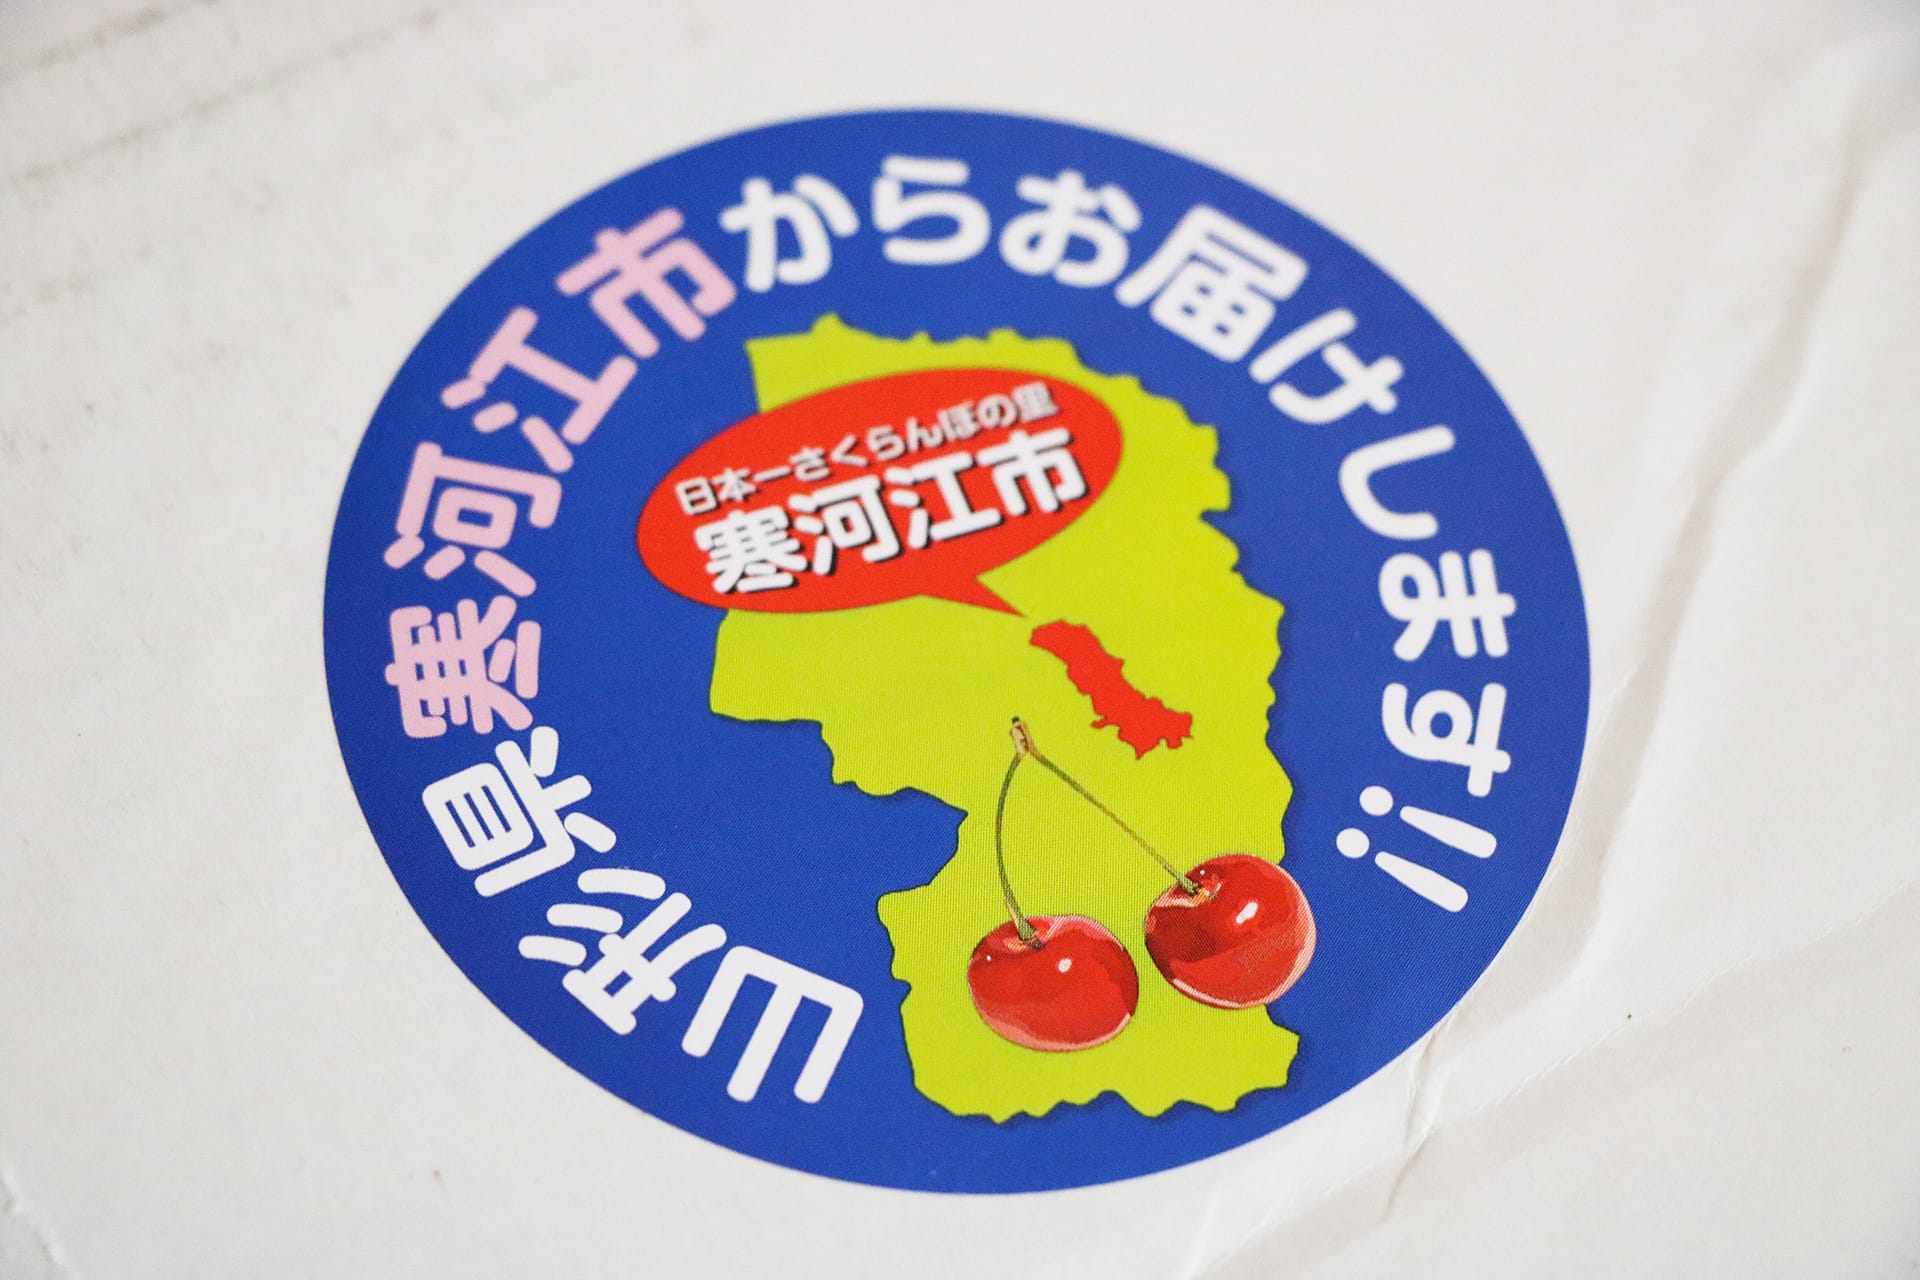 山形県寒河江市からお届けします!!
日本一さくらんぼの里
寒河江市